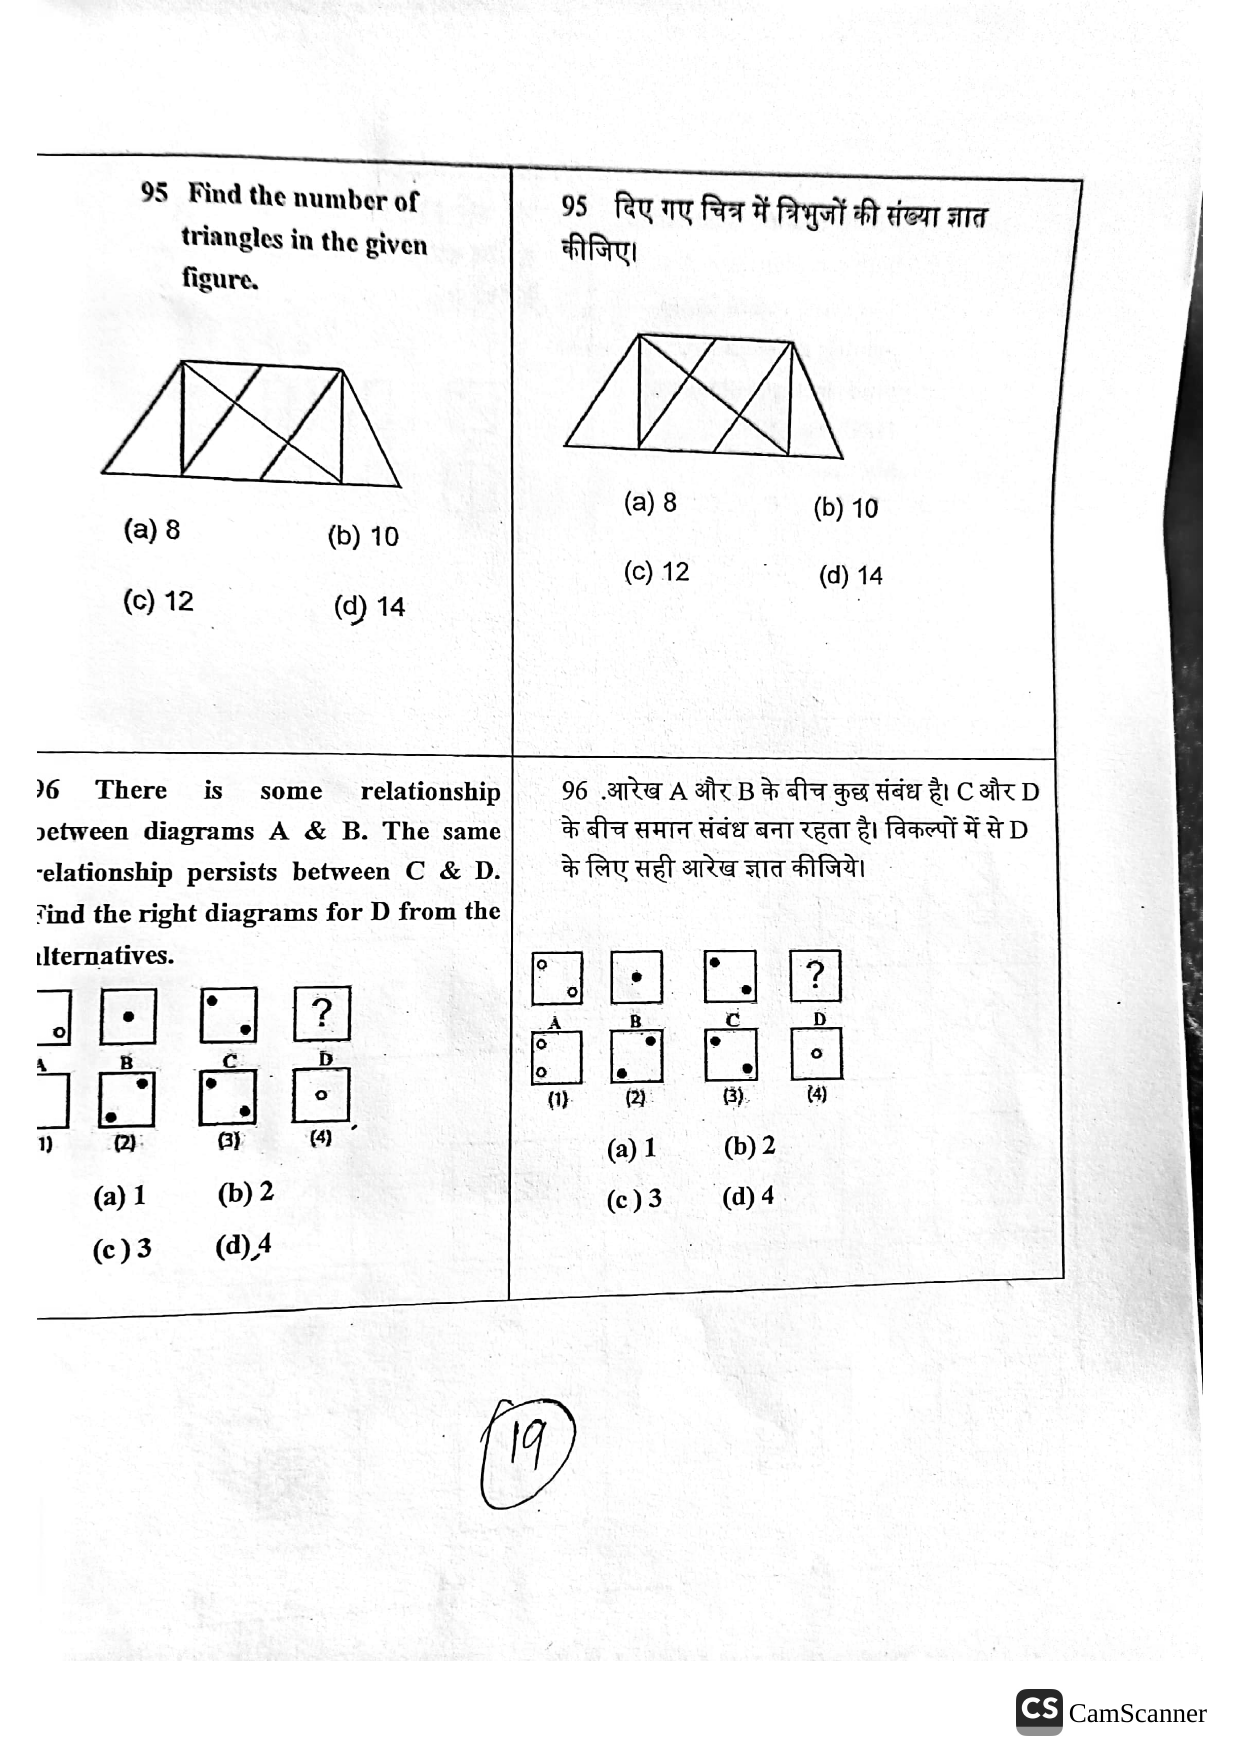 95 Find the number of
triangles in the given
figure.
(a) 8 (b) 10
(c) 12 (d) 14
95 दिए गए चित्र में त्रिभुजों की संख्या ज्ञात
कीजिए।
(a) 8 (b) 10
(c) 12 (d) 14
96 There is some relationship
between diagrams A & B. The same
relationship persists between C & D.
Find the right diagrams for D from the
alternatives.
?
A B C D
1) (2) (3) (4)
(a) 1 (b) 2
(c ) 3 (d) 4
96 .आरेख A और B के बीच कुछ संबंध है। C और D
के बीच समान संबंध बना रहता है। विकल्पों में से D
के लिए सही आरेख ज्ञात कीजिये।
?
A B C D
(1) (2) (3) (4)
(a) 1 (b) 2
(c ) 3 (d) 4
19
CS CamScanner